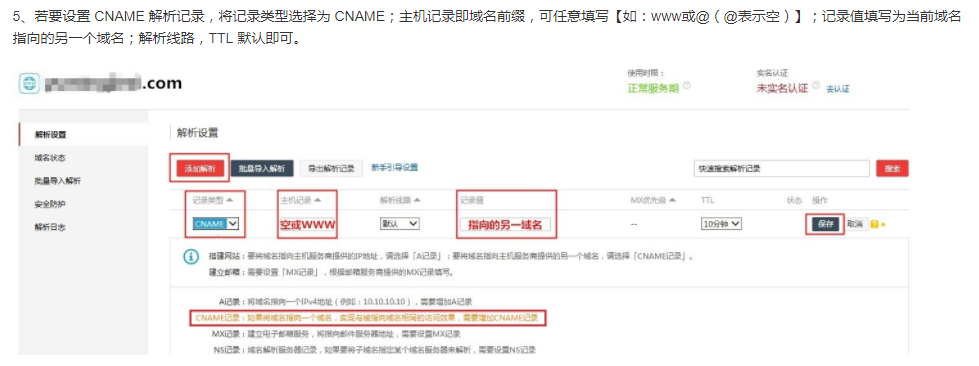 5、若要设置 CNAME 解析记录，将记录类型选择为 CNAME；主机记录即域名前缀，可任意填写【如：www或@（@表示空）】；记录值填写为当前域名
指向的另一个域名；解析线路，TTL 默认即可。
.com
使用时限： 实名认证
正常服务期 未实名认证 去认证
解析设置 解析设置
域名状态
批量导入解析
安全防护
解析日志
添加解析 批量导入解析 导出解析记录 新手引导设置 快速搜索解析记录 搜索
记录类型 主机记录 解析线路 记录值 MX优先级 TTL 状态 操作
CNAME 空或WWW 默认 指向的另一域名 -- 10分钟 保存 取消
搭建网站：要将域名指向主机服务商提供的IP地址，请选择「A记录」；要将域名指向主机服务商提供的另一个域名，请选择「CNAME记录」。
建立邮箱：需要设置「MX记录」，根据邮箱服务商提供的MX记录填写。
A记录：将域名指向一个IPv4地址（例如：10.10.10.10），需要增加A记录
CNAME记录：如果将域名指向一个域名，实现与被指向域名相同的访问效果，需要增加CNAME记录
MX记录：建立电子邮箱服务，将指向邮件服务器地址，需要设置MX记录
NS记录：域名解析服务器记录，如果要将子域名指定某个域名服务器来解析，需要设置NS记录